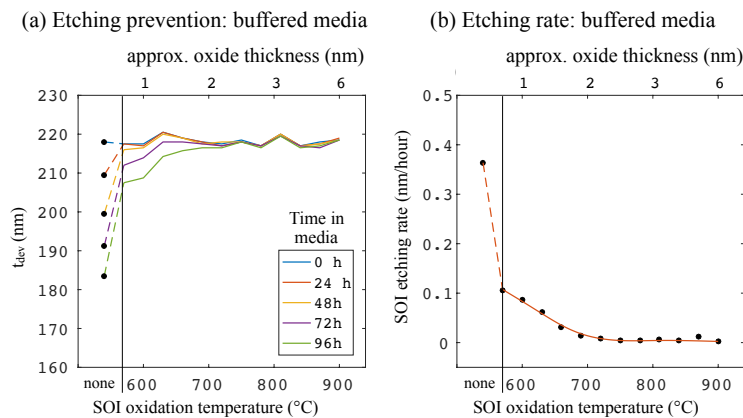 (a) Etching prevention: buffered media
approx. oxide thickness (nm)
1 2 3 6
230
220
210
200
190
180
170
160
t_dev (nm)
Time in
media
0 h
24 h
48h
72h
96h
none 600 700 800 900
SOI oxidation temperature (°C)
(b) Etching rate: buffered media
approx. oxide thickness (nm)
1 2 3 6
0.5
0.4
0.3
0.2
0.1
0
SOI etching rate (nm/hour)
none 600 700 800 900
SOI oxidation temperature (°C)